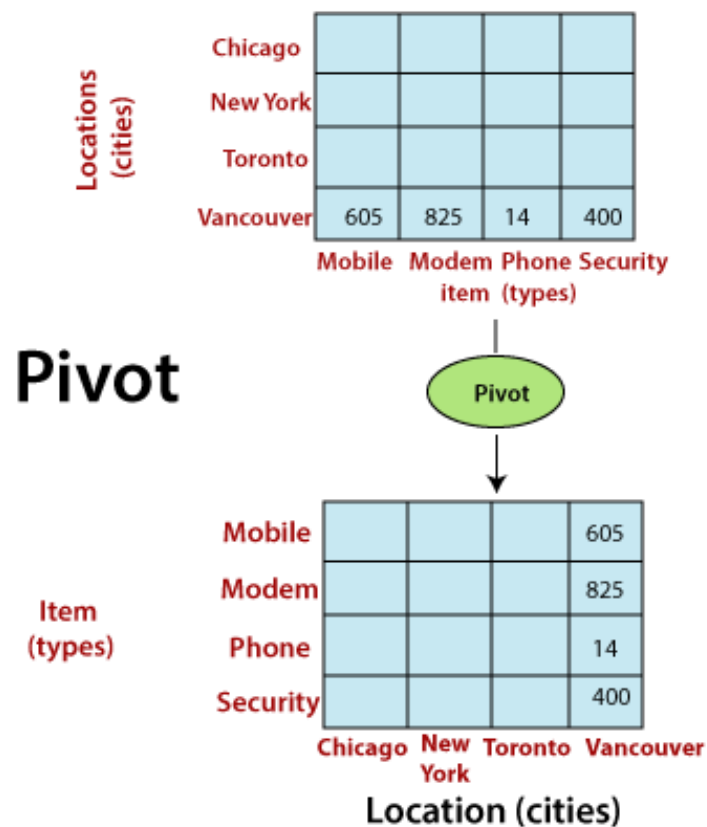 Locations
(cities)
Chicago
New York
Toronto
Vancouver 605 825 14 400
Mobile Modem Phone Security
item (types)
Pivot
Pivot
Item
(types)
Mobile 605
Modem 825
Phone 14
Security 400
Chicago New York Toronto Vancouver
Location (cities)